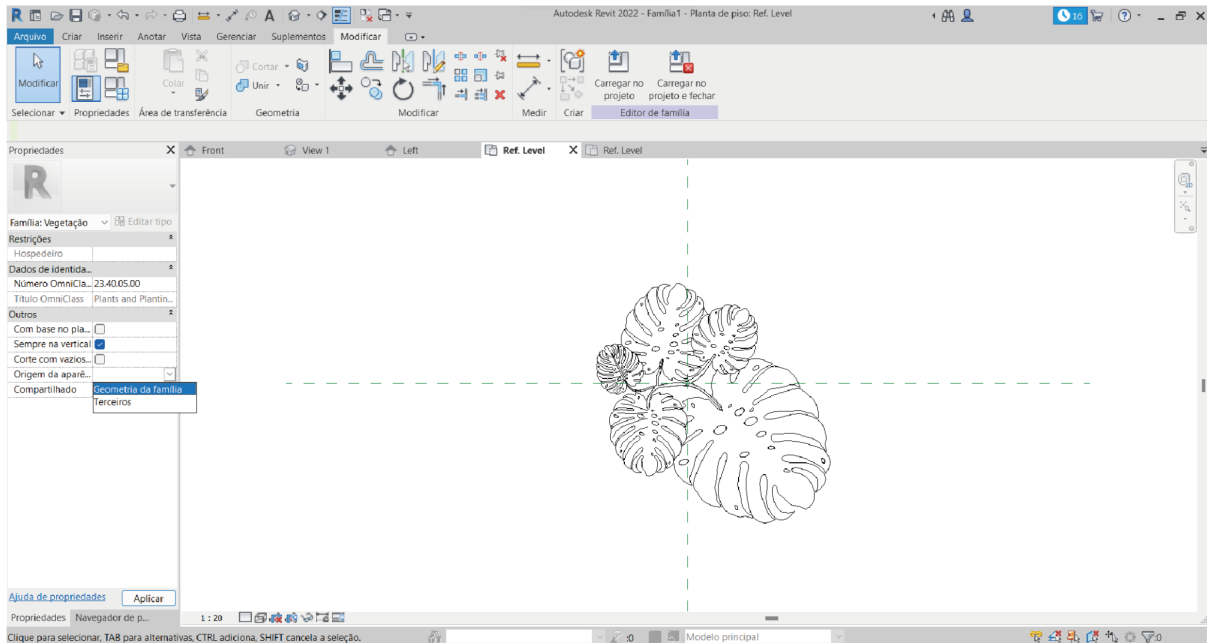 Autodesk Revit 2022 - Família1 - Planta de piso: Ref. Level
16
Arquivo Criar Inserir Anotar Vista Gerenciar Suplementos Modificar
Modificar
Colar
Cortar
Unir
Carregar no projeto
Carregar no projeto e fechar
Selecionar Propriedades Área de transferência Geometria Modificar Medir Criar Editor de família
Propriedades X Front View 1 Left Ref. Level X Ref. Level
R
Família: Vegetação Editar tipo
Restrições
Hospedeiro
Dados de identida...
Número OmniCla... 23.40.05.00
Título OmniClass Plants and Plantin...
Outros
Com base no pla...
Sempre na vertical
Corte com vazios...
Origem da aparê...
Compartilhado Geometria da família
Terceiros
Ajuda de propriedades Aplicar
Propriedades Navegador de p... 1 : 20
Clique para selecionar, TAB para alternativas, CTRL adiciona, SHIFT cancela a seleção. :0 Modelo principal :0